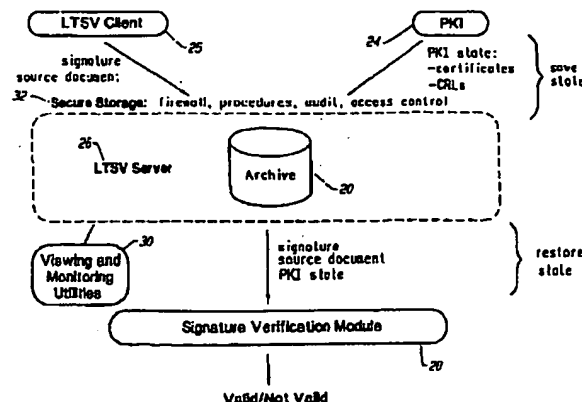 LTSV Client
25
24
PKI
signature
source document;
PKI state:
-certificates
-CRLs
save
state
32
Secure Storage: firewall, procedures, audit, access control
26
LTSV Server
Archive
20
30
Viewing and
Monitoring
Utilities
signature
source document
PKI state
restore
state
Signature Verification Module
28
Valid/Not Valid